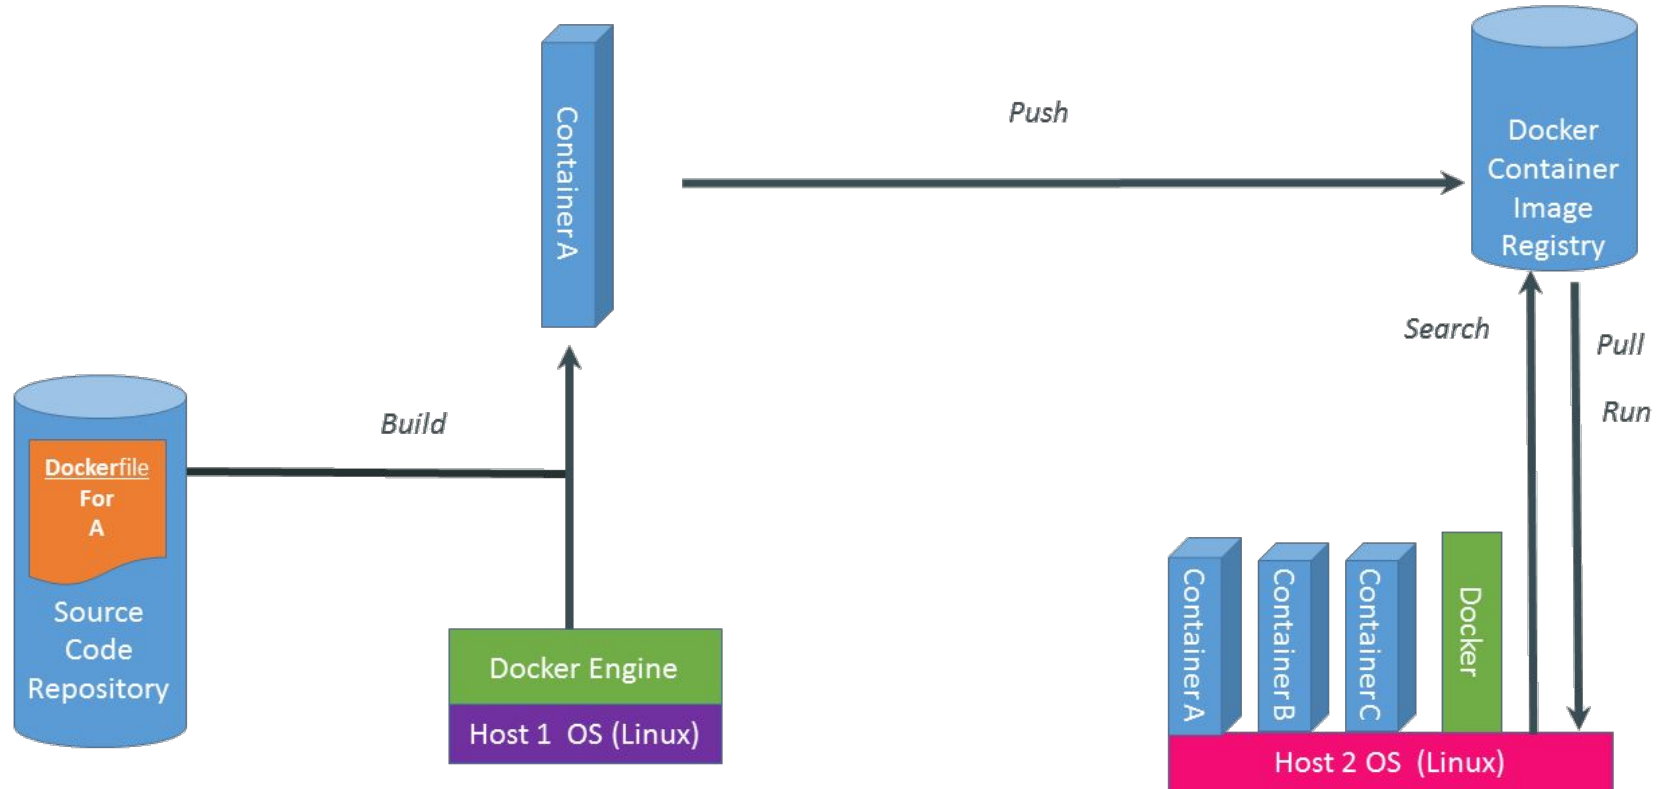 Container A
Push
Docker
Container
Image
Registry
Search
Pull
Run
Build
Dockerfile
For
A
Source
Code
Repository
Docker Engine
Host 1 OS (Linux)
Container A
Container B
Container C
Docker
Host 2 OS (Linux)